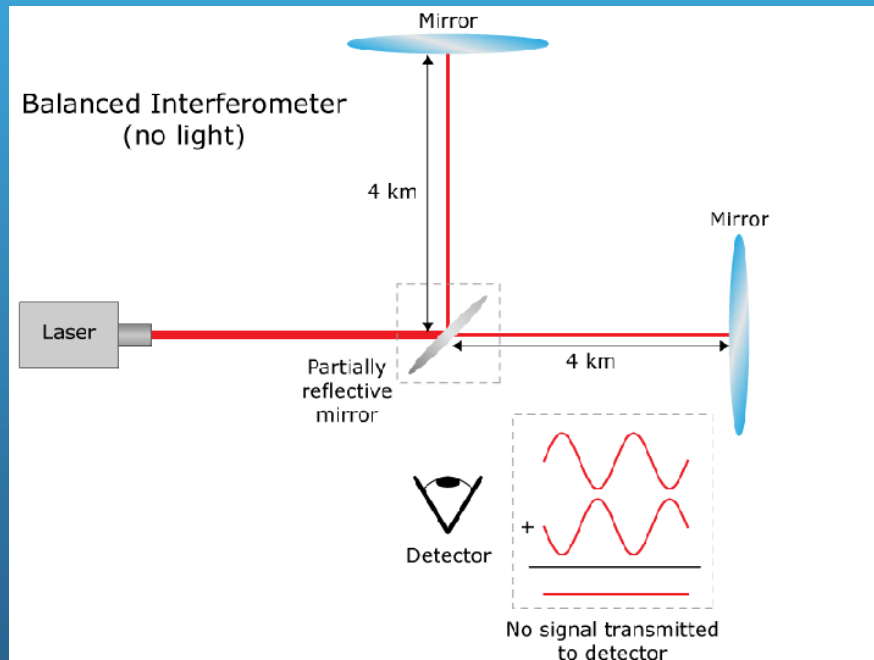 Mirror
Balanced Interferometer
(no light)
4 km
Mirror
Laser
Partially
reflective
mirror
4 km
+
Detector
No signal transmitted
to detector